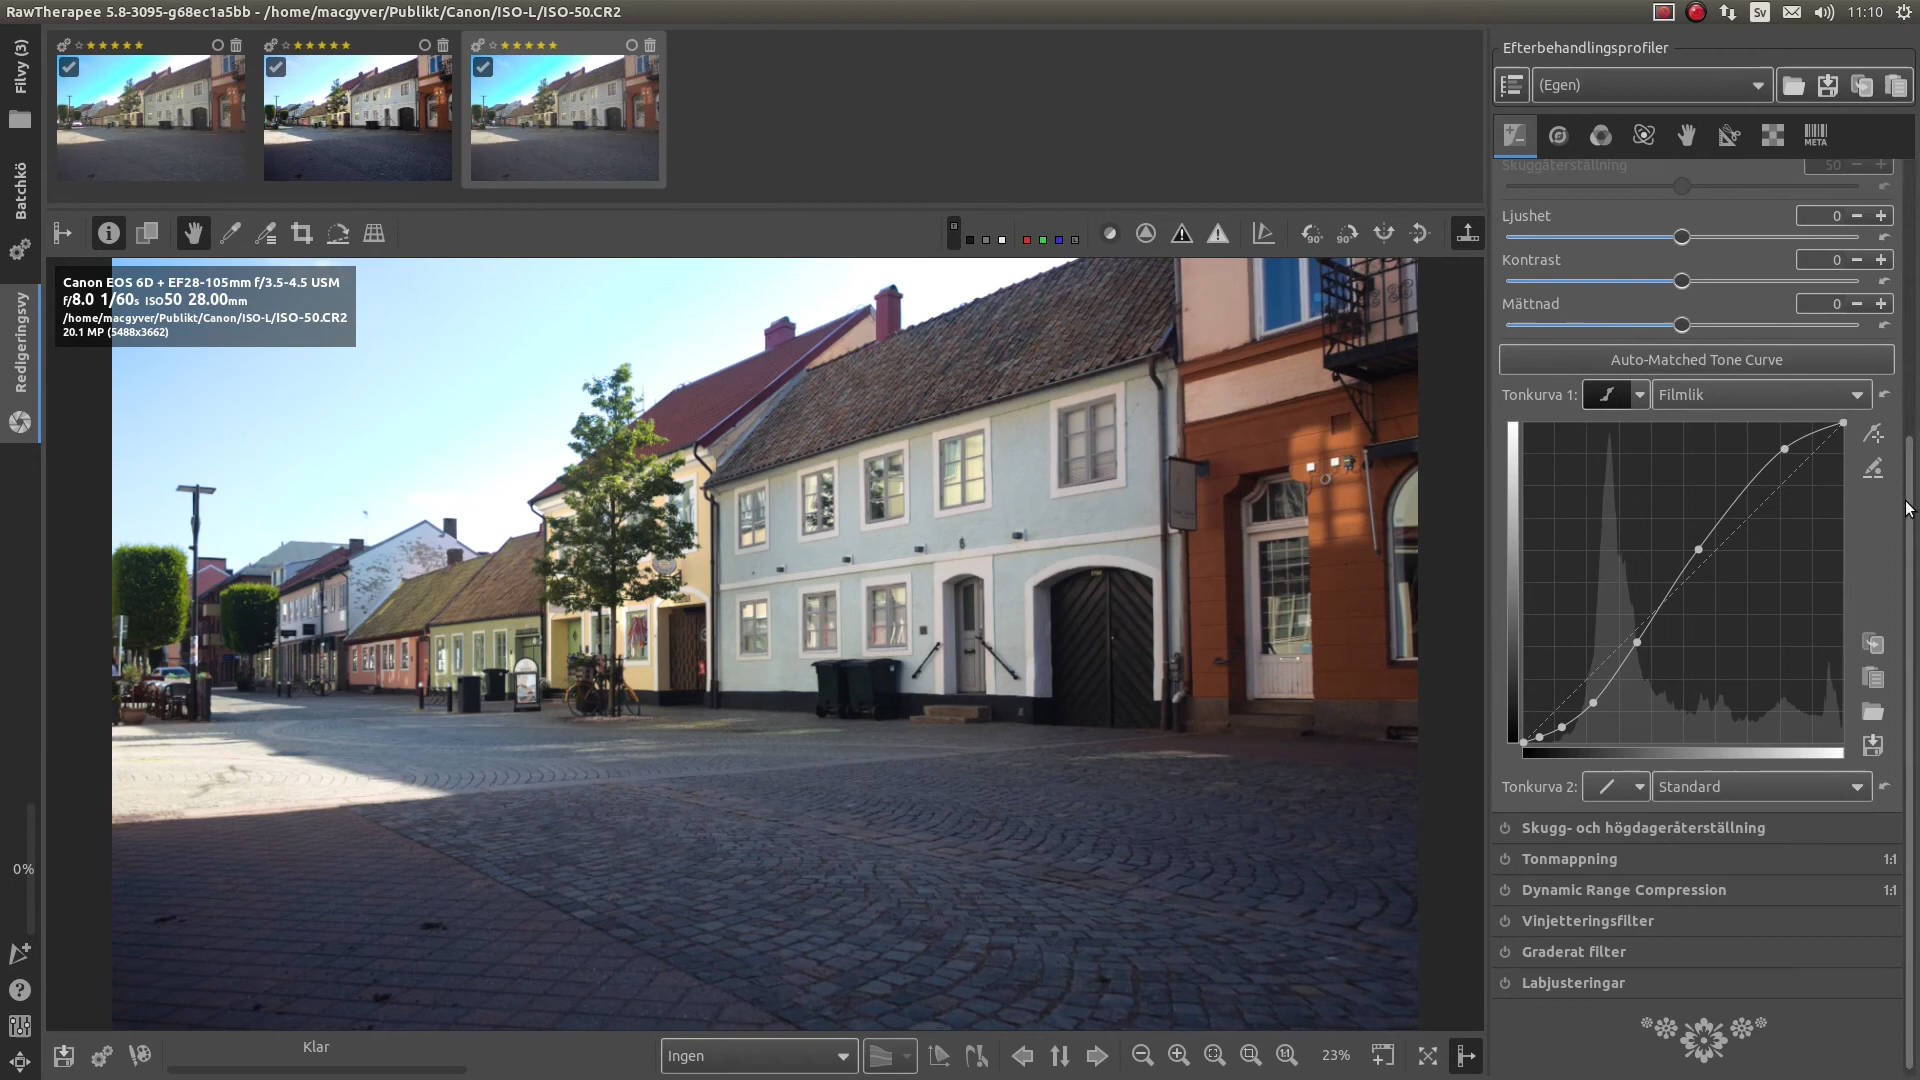 RawTherapee 5.8-3095-g68ec1a5bb - /home/macgyver/Publikt/Canon/ISO-L/ISO-50.CR2
Sv
11:10
Filvy (3)
Batchkö
Redigeringsvy
0%
Canon EOS 6D + EF28-105mm f/3.5-4.5 USM
f/8.0 1/60s ISO50 28.00mm
/home/macgyver/Publikt/Canon/ISO-L/ISO-50.CR2
20.1 MP (5488x3662)
90°
90°
Klar
Ingen
1:1
23%
Efterbehandlingsprofiler
(Egen)
META
Skuggåterställning
50
Ljushet
0
Kontrast
0
Mättnad
0
Auto-Matched Tone Curve
Tonkurva 1:
Filmlik
Tonkurva 2:
Standard
Skugg- och högdageråterställning
Tonmappning
1:1
Dynamic Range Compression
1:1
Vinjetteringsfilter
Graderat filter
Labjusteringar